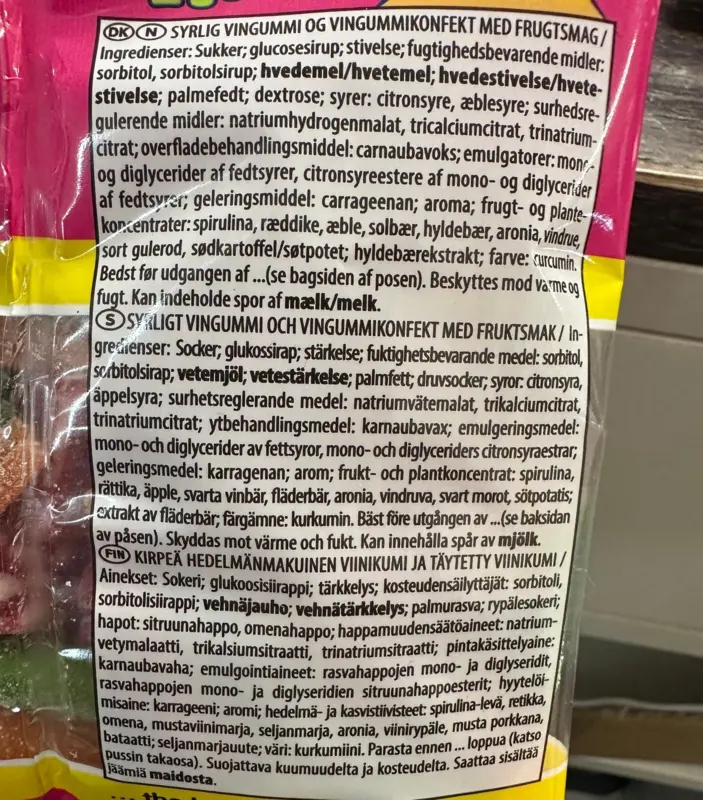 DK N SYRLIG VINGUMMI OG VINGUMMIKONFEKT MED FRUGTSMAG /
Ingredienser: Sukker; glucosesirup; stivelse; fugtighedsbevarende midler:
sorbitol, sorbitolsirup; hvedemel/hvetemel; hvedestivelse/hvete-
stivelse; palmefedt; dextrose; syrer: citronsyre, æblesyre; surhedsre-
gulerende midler: natriumhydrogenmalat, tricalciumcitrat, trinatrium-
citrat; overfladebehandlingsmiddel: carnaubavoks; emulgatorer: mono-
og diglycerider af fedtsyrer, citronsyreestere af mono- og diglycerider
af fedtsyrer; geleringsmiddel: carrageenan; aroma; frugt- og plante-
koncentrater: spirulina, ræddike, æble, solbær, hyldebær, aronia, vindrue,
sort gulerod, sødkartoffel/søtpotet; hyldebærekstrakt; farve: curcumin.
Bedst før udgangen af ...(se bagsiden af posen). Beskyttes mod varme og
fugt. Kan indeholde spor af mælk/melk.
S SYRLIGT VINGUMMI OCH VINGUMMIKONFEKT MED FRUKTSMAK / In-
gredienser: Socker; glukossirap; stärkelse; fuktighetsbevarande medel: sorbitol,
sorbitolsirap; vetemjöl; vetestärkelse; palmfett; druvsocker; syror: citronsyra,
äppelsyra; surhetsreglerande medel: natriumvätemalat, trikalciumcitrat,
trinatriumcitrat; ytbehandlingsmedel: karnaubavax; emulgeringsmedel:
mono- och diglycerider av fettsyror, mono- och diglyceriders citronsyraestrar;
geleringsmedel: karragenan; arom; frukt- och plantkoncentrat: spirulina,
rättika, äpple, svarta vinbär, fläderbär, aronia, vindruva, svart morot, sötpotatis;
extrakt av fläderbär; färgämne: kurkumin. Bäst före utgången av ...(se baksidan
av påsen). Skyddas mot värme och fukt. Kan innehålla spår av mjölk.
FIN KIRPEÄ HEDELMÄNMAKUINEN VIINIKUMI JA TÄYTETTY VIINIKUMI /
Ainekset: Sokeri; glukoosisiirappi; tärkkelys; kosteudensäilyttäjät: sorbitoli,
sorbitolisiirappi; vehnäjauho; vehnätärkkelys; palmurasva; rypälesokeri;
hapot: sitruunahappo, omenahappo; happamuudensäätöaineet: natrium-
vetymalaatti, trikalsiumsitraatti, trinatriumsitraatti; pintakäsittelyaine:
karnaubavaha; emulgointiaineet: rasvahappojen mono- ja diglyseridit,
rasvahappojen mono- ja diglyseridien sitruunahappoesterit; hyytelöi-
misaine: karrageeni; aromi; hedelmä- ja kasvistiivisteet: spirulina-levä, retikka,
omena, mustaviinimarja, seljanmarja, aronia, viinirypäle, musta porkkana,
bataatti; seljanmarjauute; väri: kurkumiini. Parasta ennen ... loppua (katso
pussin takaosa). Suojattava kuumuudelta ja kosteudelta. Saattaa sisältää
jäämiä maidosta.